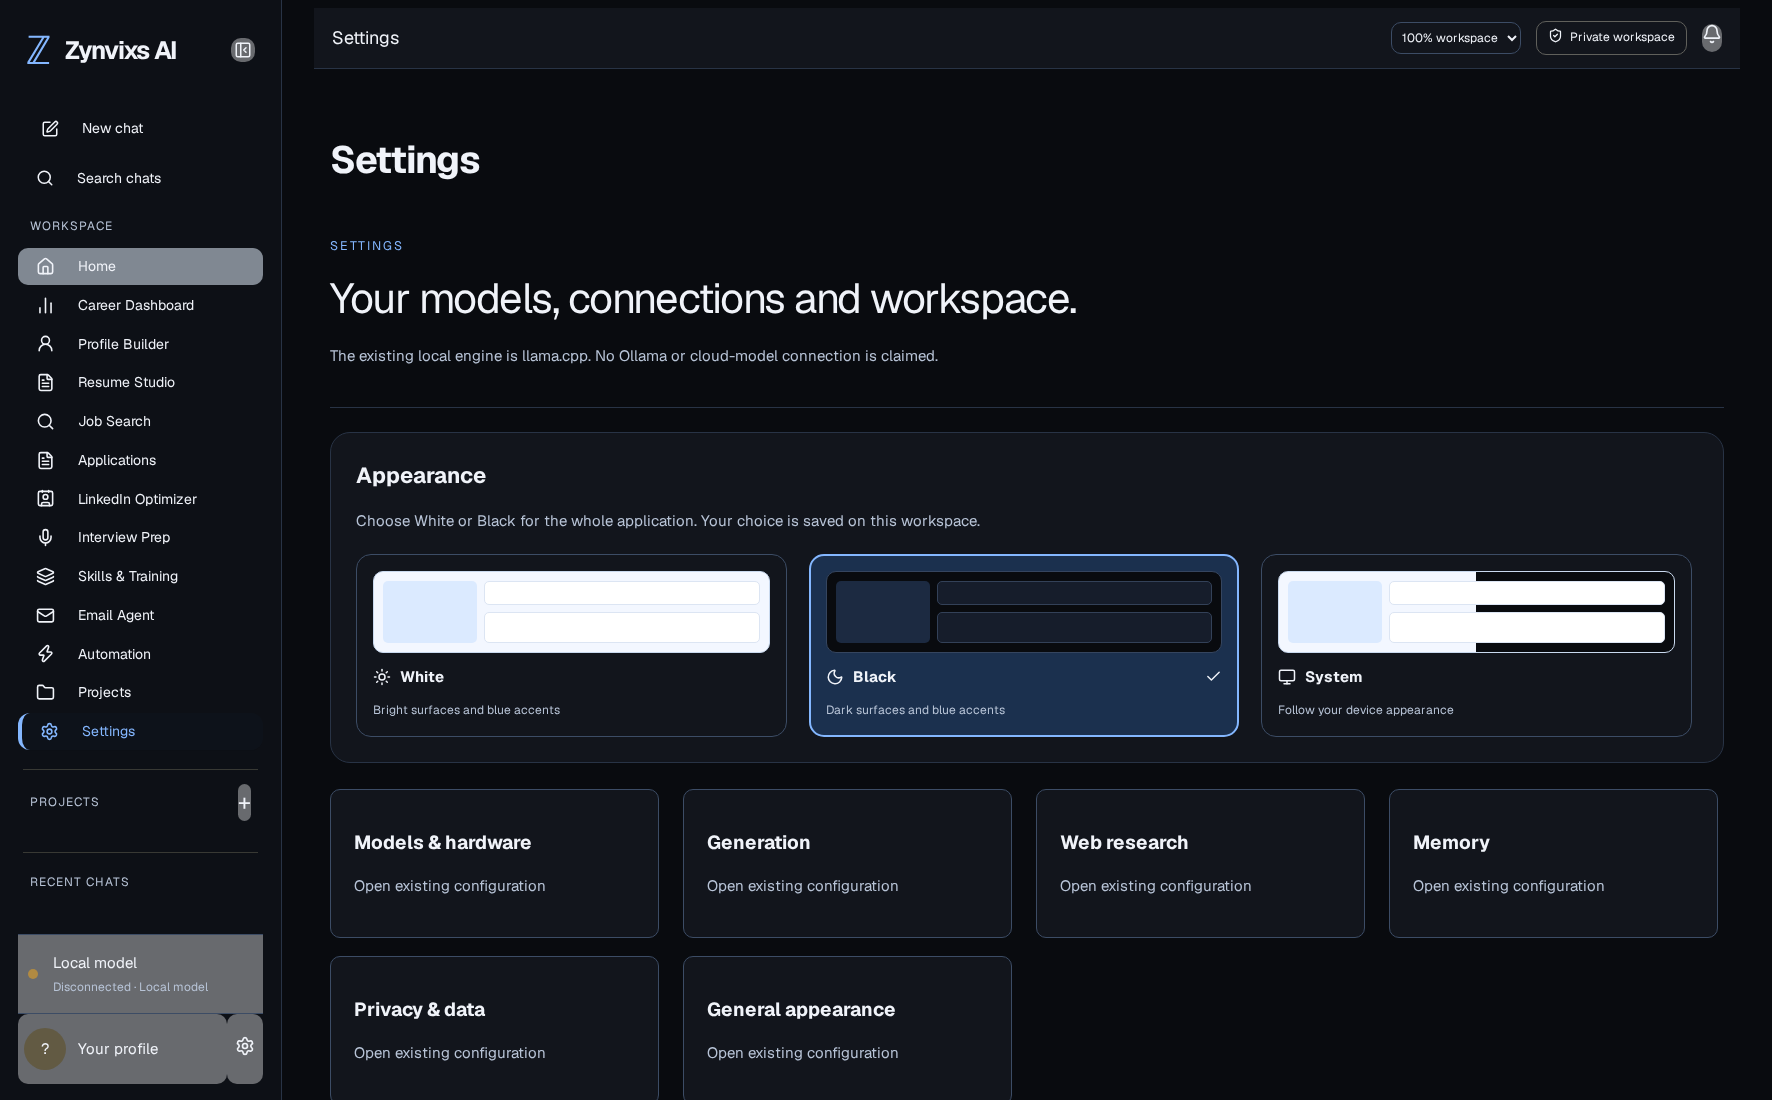 Zynvixs AI
New chat
Search chats
WORKSPACE
Home
Career Dashboard
Profile Builder
Resume Studio
Job Search
Applications
LinkedIn Optimizer
Interview Prep
Skills & Training
Email Agent
Automation
Projects
Settings
PROJECTS
+
RECENT CHATS
Local model
Disconnected · Local model
?
Your profile
Settings
100% workspace
Private workspace
Settings
SETTINGS
Your models, connections and workspace.
The existing local engine is llama.cpp. No Ollama or cloud-model connection is claimed.
Appearance
Choose White or Black for the whole application. Your choice is saved on this workspace.
White
Bright surfaces and blue accents
Black
Dark surfaces and blue accents
System
Follow your device appearance
Models & hardware
Open existing configuration
Generation
Open existing configuration
Web research
Open existing configuration
Memory
Open existing configuration
Privacy & data
Open existing configuration
General appearance
Open existing configuration